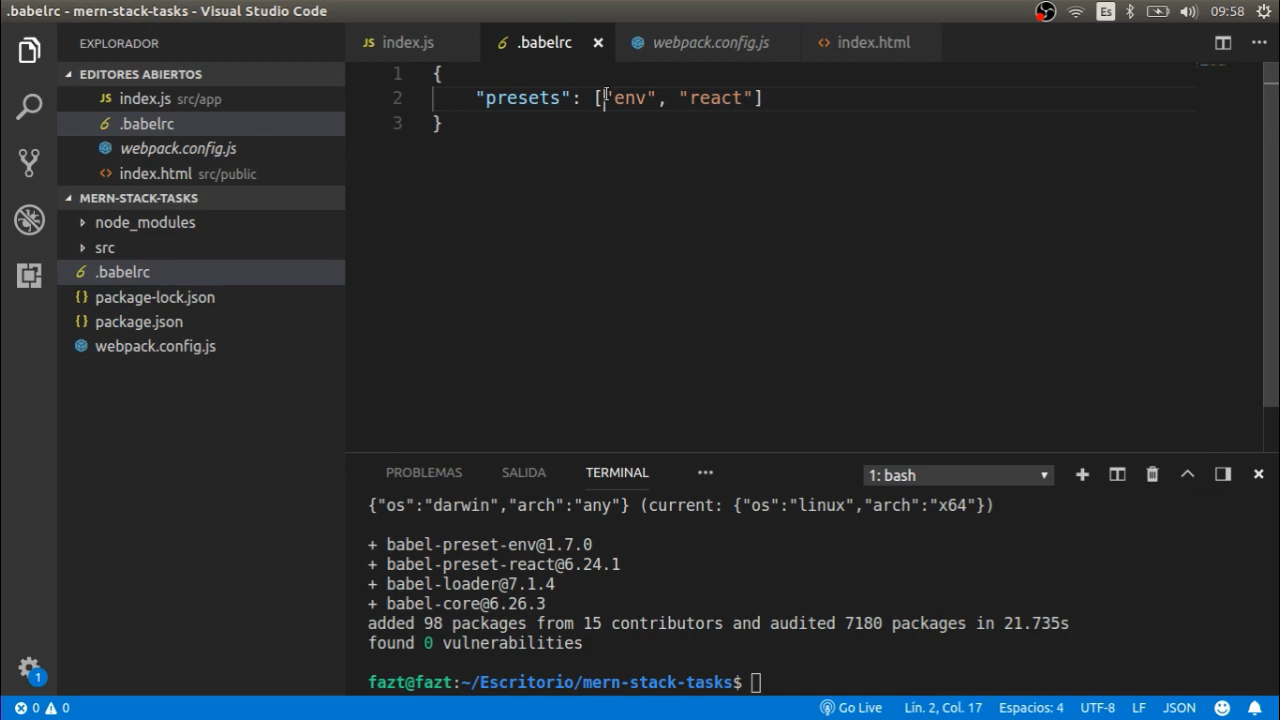 .babelrc - mern-stack-tasks - Visual Studio Code
Es
09:58
EXPLORADOR
EDITORES ABIERTOS
JS index.js src/app
.babelrc
webpack.config.js
<> index.html src/public
MERN-STACK-TASKS
node_modules
src
.babelrc
{} package-lock.json
{} package.json
webpack.config.js
1
JS index.js
.babelrc
webpack.config.js
<> index.html
1 {
2 "presets": ["env", "react"]
3 }
PROBLEMAS SALIDA TERMINAL ••• 1: bash
{"os":"darwin","arch":"any"} (current: {"os":"linux","arch":"x64"})
+ babel-preset-env@1.7.0
+ babel-preset-react@6.24.1
+ babel-loader@7.1.4
+ babel-core@6.26.3
added 98 packages from 15 contributors and audited 7180 packages in 21.735s
found 0 vulnerabilities
fazt@fazt:~/Escritorio/mern-stack-tasks$
0 0 Go Live Lín. 2, Col. 17 Espacios: 4 UTF-8 LF JSON